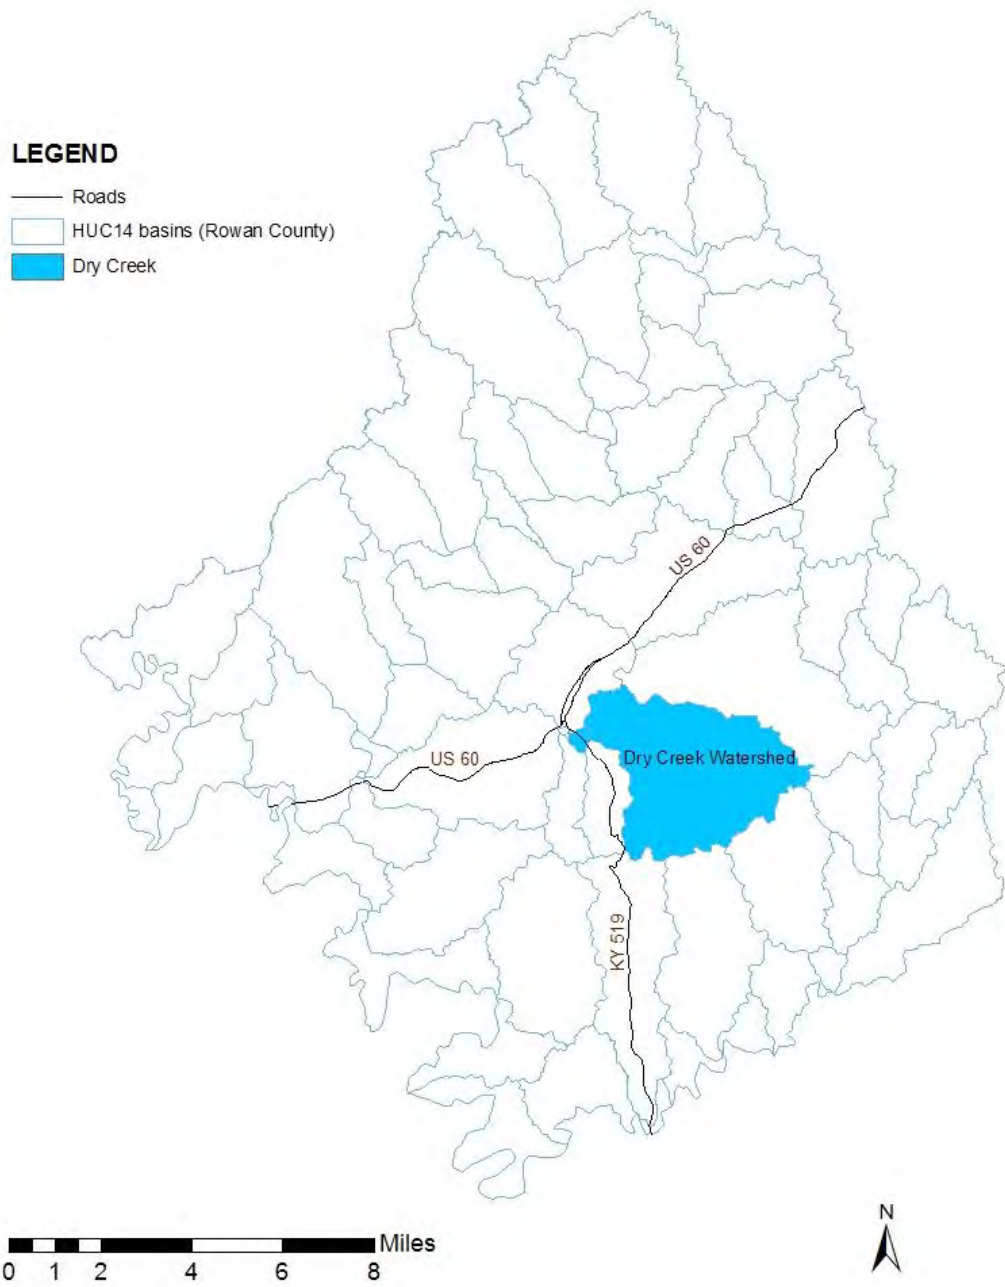 LEGEND
Roads
HUC14 basins (Rowan County)
Dry Creek
US 60
US 60
Dry Creek Watershed
KY 519
N
Miles
0 1 2 4 6 8